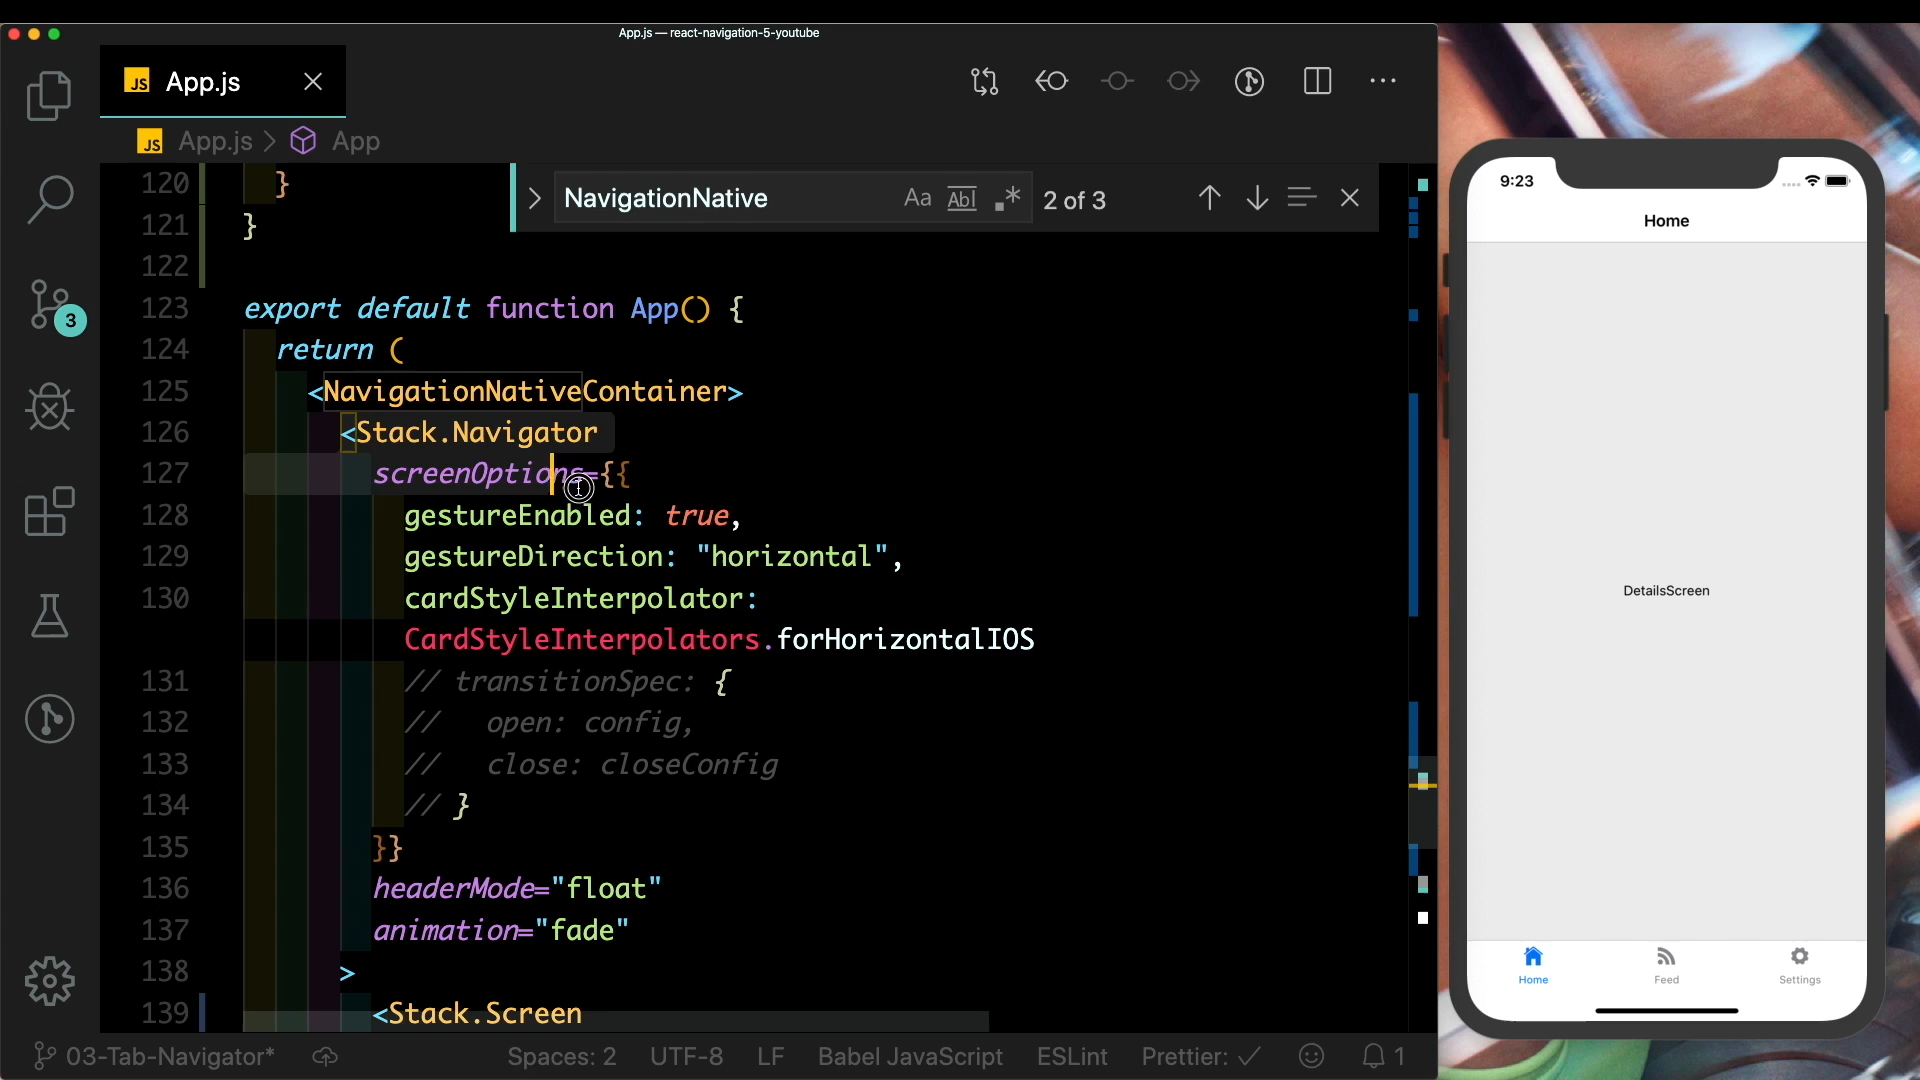 App.js — react-navigation-5-youtube
JS App.js
JS App.js > App
NavigationNative Aa Abl .* 2 of 3
3
120 }
121 }
122
123 export default function App() {
124 return (
125 <NavigationNativeContainer>
126 <Stack.Navigator
127 screenOptions={{
128 gestureEnabled: true,
129 gestureDirection: "horizontal",
130 cardStyleInterpolator:
CardStyleInterpolators.forHorizontalIOS
131 // transitionSpec: {
132 // open: config,
133 // close: closeConfig
134 // }
135 }}
136 headerMode="float"
137 animation="fade"
138 >
139 <Stack.Screen
03-Tab-Navigator* Spaces: 2 UTF-8 LF Babel JavaScript ESLint Prettier: ✓ 1
9:23
Home
DetailsScreen
Home Feed Settings